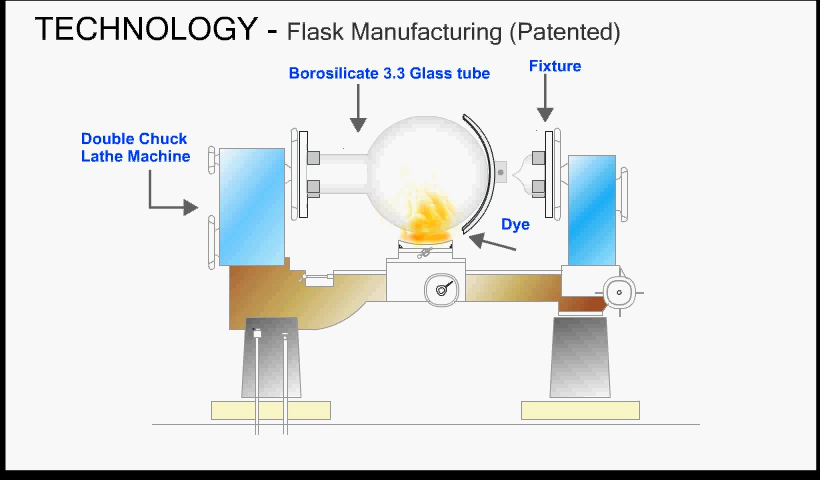 TECHNOLOGY - Flask Manufacturing (Patented)
Borosilicate 3.3 Glass tube
Fixture
Double Chuck
Lathe Machine
Dye